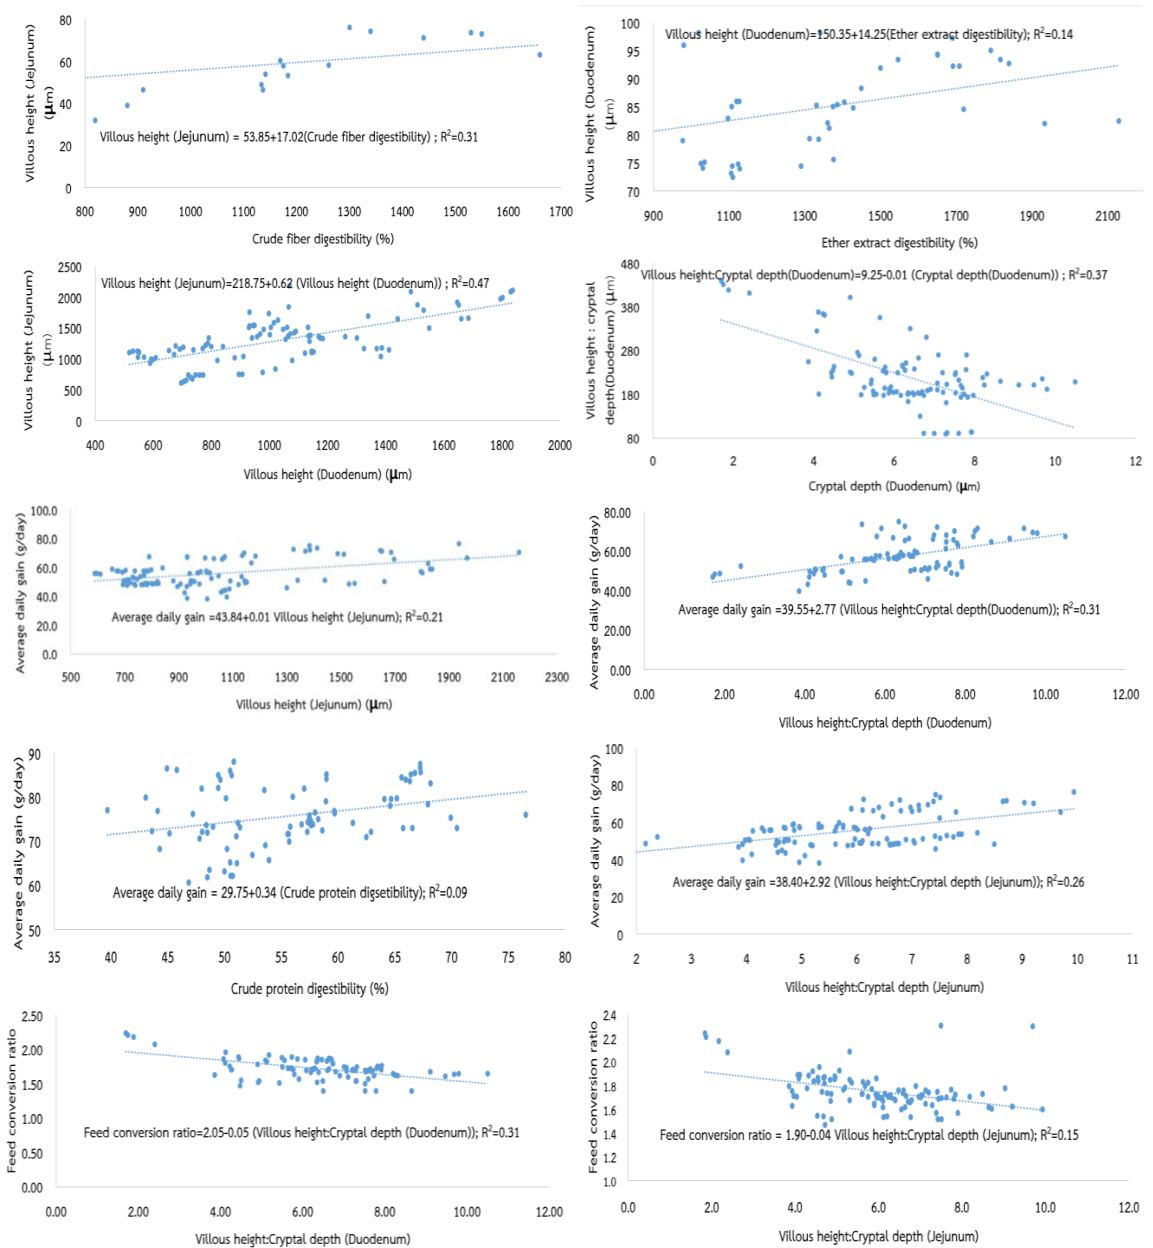 Villous height (Jejunum)
(µm)
80
60
40
20
0
Villous height (Jejunum) = 53.85+17.02(Crude fiber digestibility) ; R²=0.31
800 900 1000 1100 1200 1300 1400 1500 1600 1700
Crude fiber digestibility (%)
Villous height (Duodenum)
(µm)
100
95
90
85
80
75
70
Villous height (Duodenum)=150.35+14.25(Ether extract digestibility); R²=0.14
900 1100 1300 1500 1700 1900 2100
Ether extract digestibility (%)
Villous height (Jejunum)
(µm)
2500
2000
1500
1000
500
0
Villous height (Jejunum)=218.75+0.62 (Villous height (Duodenum)) ; R²=0.47
400 600 800 1000 1200 1400 1600 1800 2000
Villous height (Duodenum) (µm)
Villous height : cryptal
depth(Duodenum) (µm)
480
380
280
180
80
Villous height:Cryptal depth(Duodenum)=9.25-0.01 (Cryptal depth(Duodenum)) ; R²=0.37
0 2 4 6 8 10 12
Cryptal depth (Duodenum) (µm)
Average daily gain (g/day)
100.0
80.0
60.0
40.0
20.0
0.0
Average daily gain =43.84+0.01 Villous height (Jejunum); R²=0.21
500 700 900 1100 1300 1500 1700 1900 2100 2300
Villous height (Jejunum) (µm)
Average daily gain (g/day)
80.00
60.00
40.00
20.00
0.00
Average daily gain =39.55+2.77 (Villous height:Cryptal depth(Duodenum)); R²=0.31
0.00 2.00 4.00 6.00 8.00 10.00 12.00
Villous height:Cryptal depth (Duodenum)
Average daily gain (g/day)
90
80
70
60
50
Average daily gain = 29.75+0.34 (Crude protein digsetibility); R²=0.09
35 40 45 50 55 60 65 70 75 80
Crude protein digestibility (%)
Average daily gain (g/day)
100
80
60
40
20
0
Average daily gain =38.40+2.92 (Villous height:Cryptal depth (Jejunum)); R²=0.26
2 3 4 5 6 7 8 9 10 11
Villous height:Cryptal depth (Jejunum)
Feed conversion ratio
2.50
2.00
1.50
1.00
0.50
0.00
Feed conversion ratio=2.05-0.05 (Villous height:Cryptal depth (Duodenum)); R²=0.31
0.00 2.00 4.00 6.00 8.00 10.00 12.00
Villous height:Cryptal depth (Duodenum)
Feed conversion ratio
2.4
2.2
2.0
1.8
1.6
1.4
1.2
1.0
Feed conversion ratio = 1.90-0.04 Villous height:Cryptal depth (Jejunum); R²=0.15
0.0 2.0 4.0 6.0 8.0 10.0 12.0
Villous height:Cryptal depth (Jejunum)